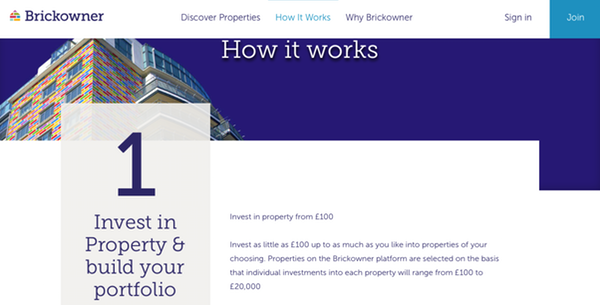 Brickowner
Discover Properties
How It Works
Why Brickowner
Sign in
Join
How it works
1
Invest in
Property &
build your
portfolio
Invest in property from £100
Invest as little as £100 up to as much as you like into properties of your
choosing. Properties on the Brickowner platform are selected on the basis
that individual investments into each property will range from £100 to
£20,000